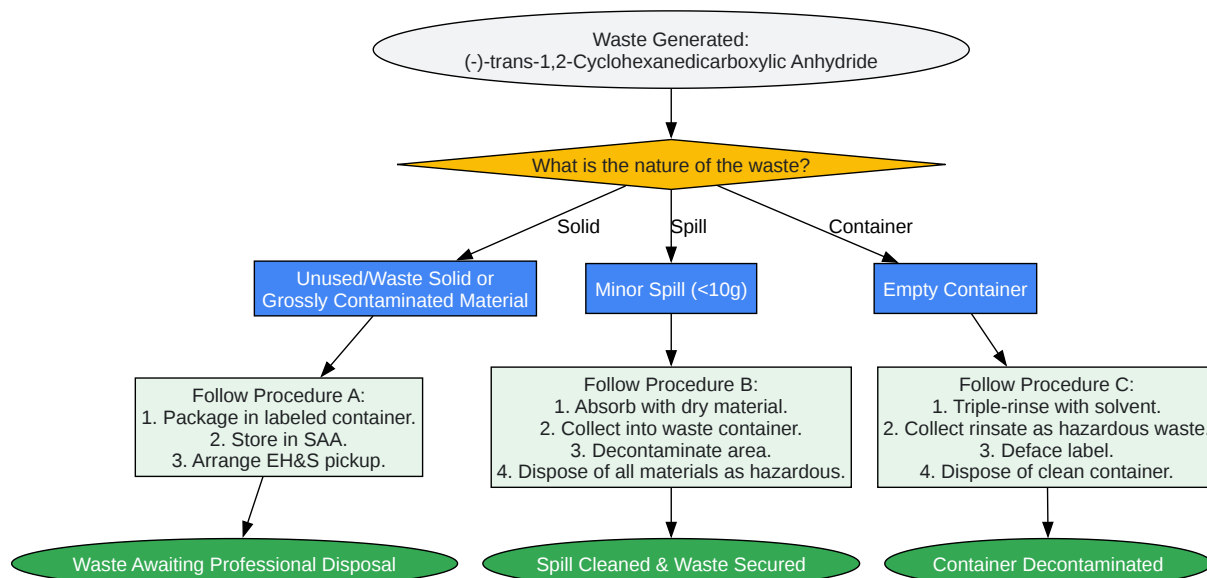 Waste Generated:
(-)-trans-1,2-Cyclohexanedicarboxylic Anhydride
What is the nature of the waste?
Solid
Spill
Container
Unused/Waste Solid or
Grossly Contaminated Material
Minor Spill (<10g)
Empty Container
Follow Procedure A:
1. Package in labeled container.
2. Store in SAA.
3. Arrange EH&S pickup.
Follow Procedure B:
1. Absorb with dry material.
2. Collect into waste container.
3. Decontaminate area.
4. Dispose of all materials as hazardous.
Follow Procedure C:
1. Triple-rinse with solvent.
2. Collect rinsate as hazardous waste.
3. Deface label.
4. Dispose of clean container.
Waste Awaiting Professional Disposal
Spill Cleaned & Waste Secured
Container Decontaminated